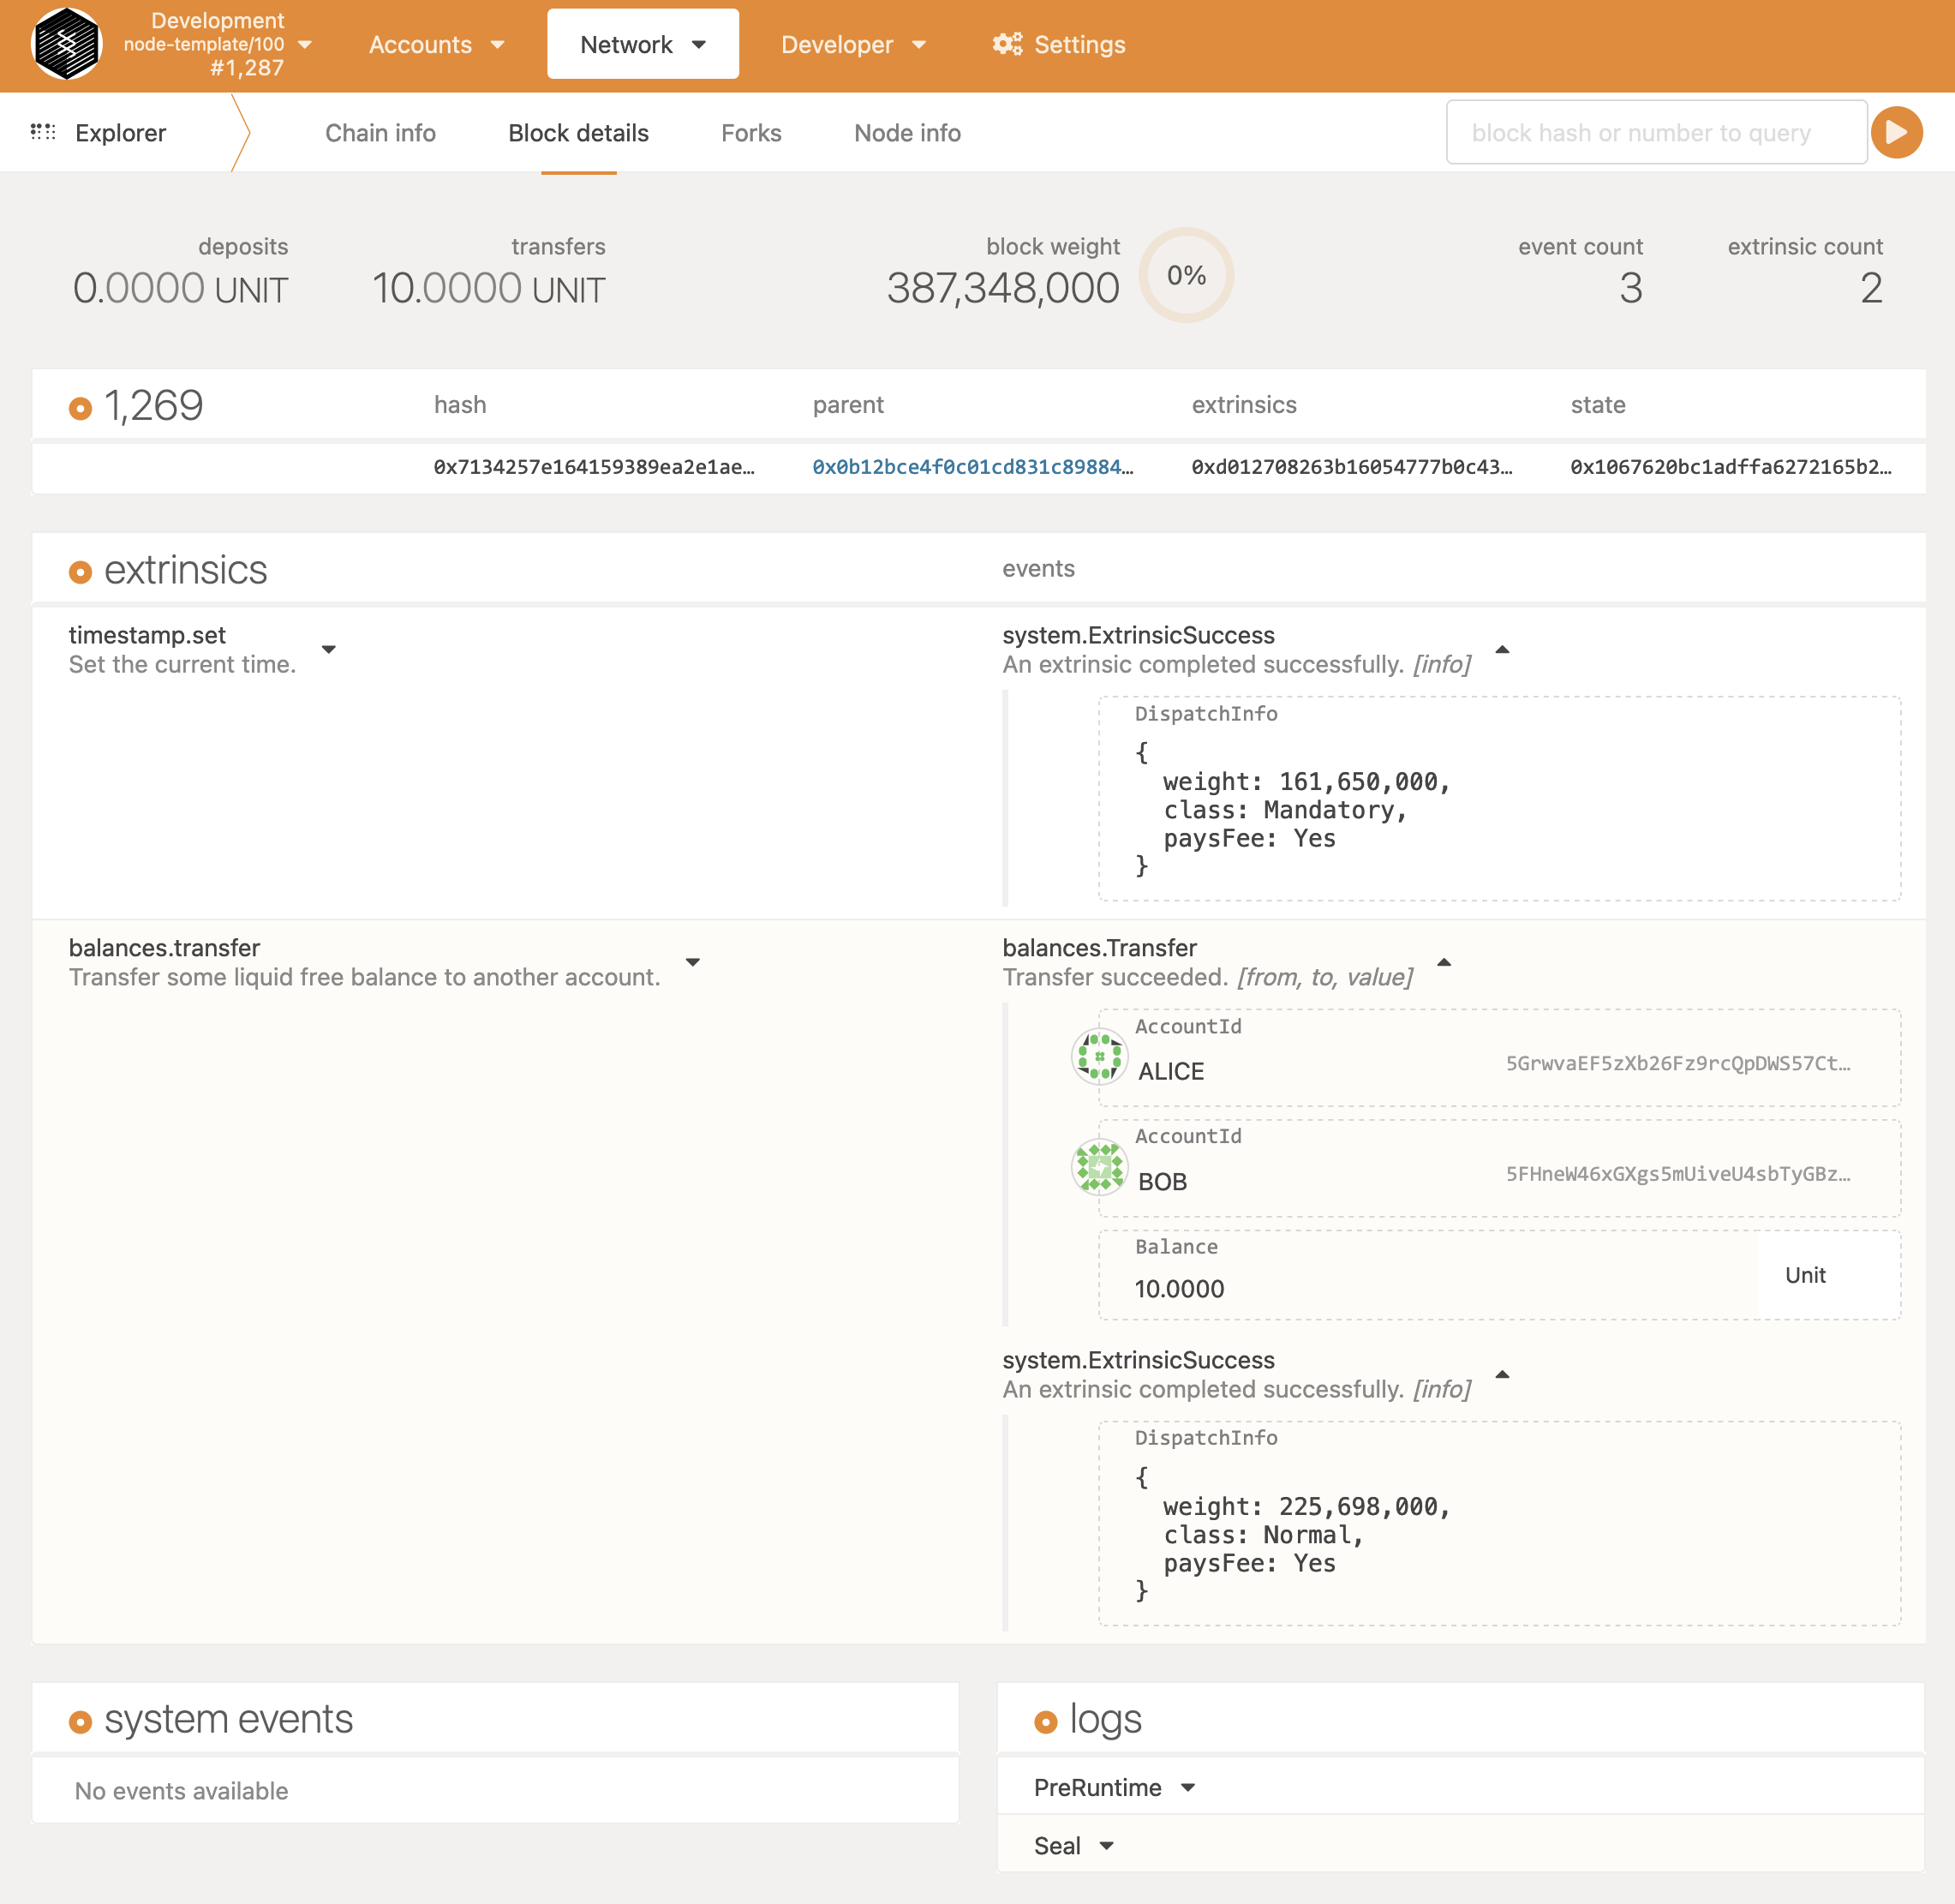 Development
node-template/100
#1,287
Accounts
Network
Developer
Settings
Explorer
Chain info
Block details
Forks
Node info
block hash or number to query
deposits
0.0000 UNIT
transfers
10.0000 UNIT
block weight
387,348,000
0%
event count
3
extrinsic count
2
1,269
hash
parent
extrinsics
state
0x7134257e164159389ea2e1ae…
0x0b12bce4f0c01cd831c89884…
0xd012708263b16054777b0c43…
0x1067620bc1adffa6272165b2…
extrinsics
events
timestamp.set
Set the current time.
system.ExtrinsicSuccess
An extrinsic completed successfully. [info]
DispatchInfo
{
weight: 161,650,000,
class: Mandatory,
paysFee: Yes
}
balances.transfer
Transfer some liquid free balance to another account.
balances.Transfer
Transfer succeeded. [from, to, value]
AccountId
ALICE
5GrwvaEF5zXb26Fz9rcQpDWS57Ct…
AccountId
BOB
5FHneW46xGXgs5mUiveU4sbTyGBz…
Balance
10.0000
Unit
system.ExtrinsicSuccess
An extrinsic completed successfully. [info]
DispatchInfo
{
weight: 225,698,000,
class: Normal,
paysFee: Yes
}
system events
No events available
logs
PreRuntime
Seal